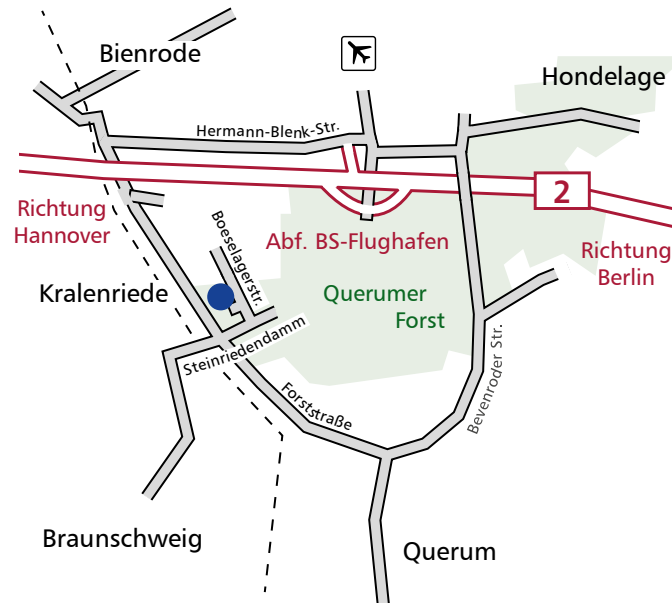 Bienrode
Hondelage
Hermann-Blenk-Str.
2
Richtung
Hannover
Boeselagerstr.
Abf. BS-Flughafen
Richtung
Berlin
Kralenriede
Querumer
Forst
Steinriedendamm
Bevenroder Str.
Forststraße
Braunschweig
Querum